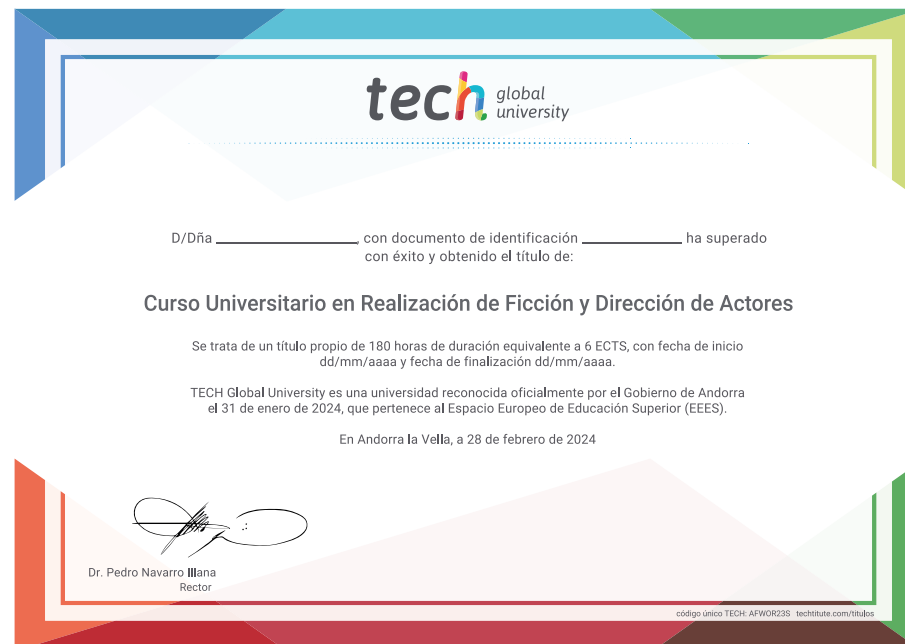 tech global university
D/Dña ____________, con documento de identificación ____________ ha superado
con éxito y obtenido el título de:
Curso Universitario en Realización de Ficción y Dirección de Actores
Se trata de un título propio de 180 horas de duración equivalente a 6 ECTS, con fecha de inicio
dd/mm/aaaa y fecha de finalización dd/mm/aaaa.
TECH Global University es una universidad reconocida oficialmente por el Gobierno de Andorra
el 31 de enero de 2024, que pertenece al Espacio Europeo de Educación Superior (EEES).
En Andorra la Vella, a 28 de febrero de 2024
Dr. Pedro Navarro Illana
Rector
código único TECH: AFWOR23S techtitute.com/titulos